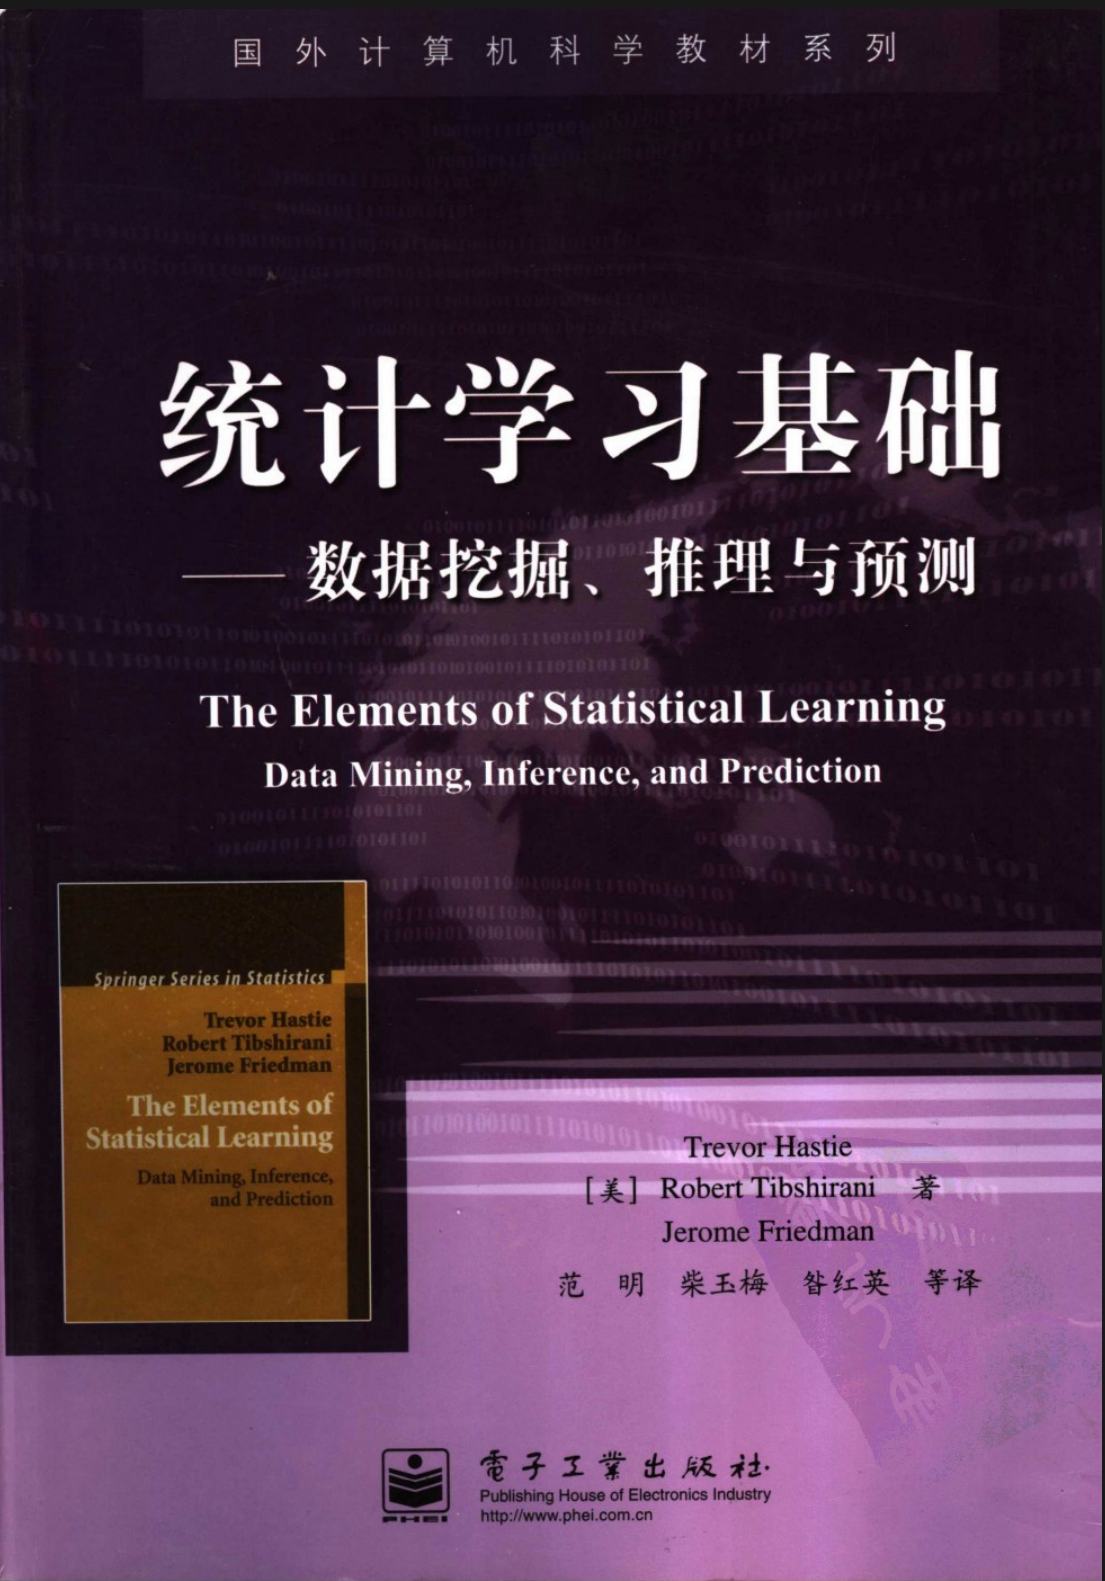 国外计算机科学教材系列
统计学习基础
——数据挖掘、推理与预测
The Elements of Statistical Learning
Data Mining, Inference, and Prediction
Springer Series in Statistics
Trevor Hastie
Robert Tibshirani
Jerome Friedman
The Elements of
Statistical Learning
Data Mining, Inference,
and Prediction
Trevor Hastie
[美] Robert Tibshirani 著
Jerome Friedman
范 明 柴玉梅 昝红英 等译
PHEI
電子工業出版社
Publishing House of Electronics Industry
http://www.phei.com.cn